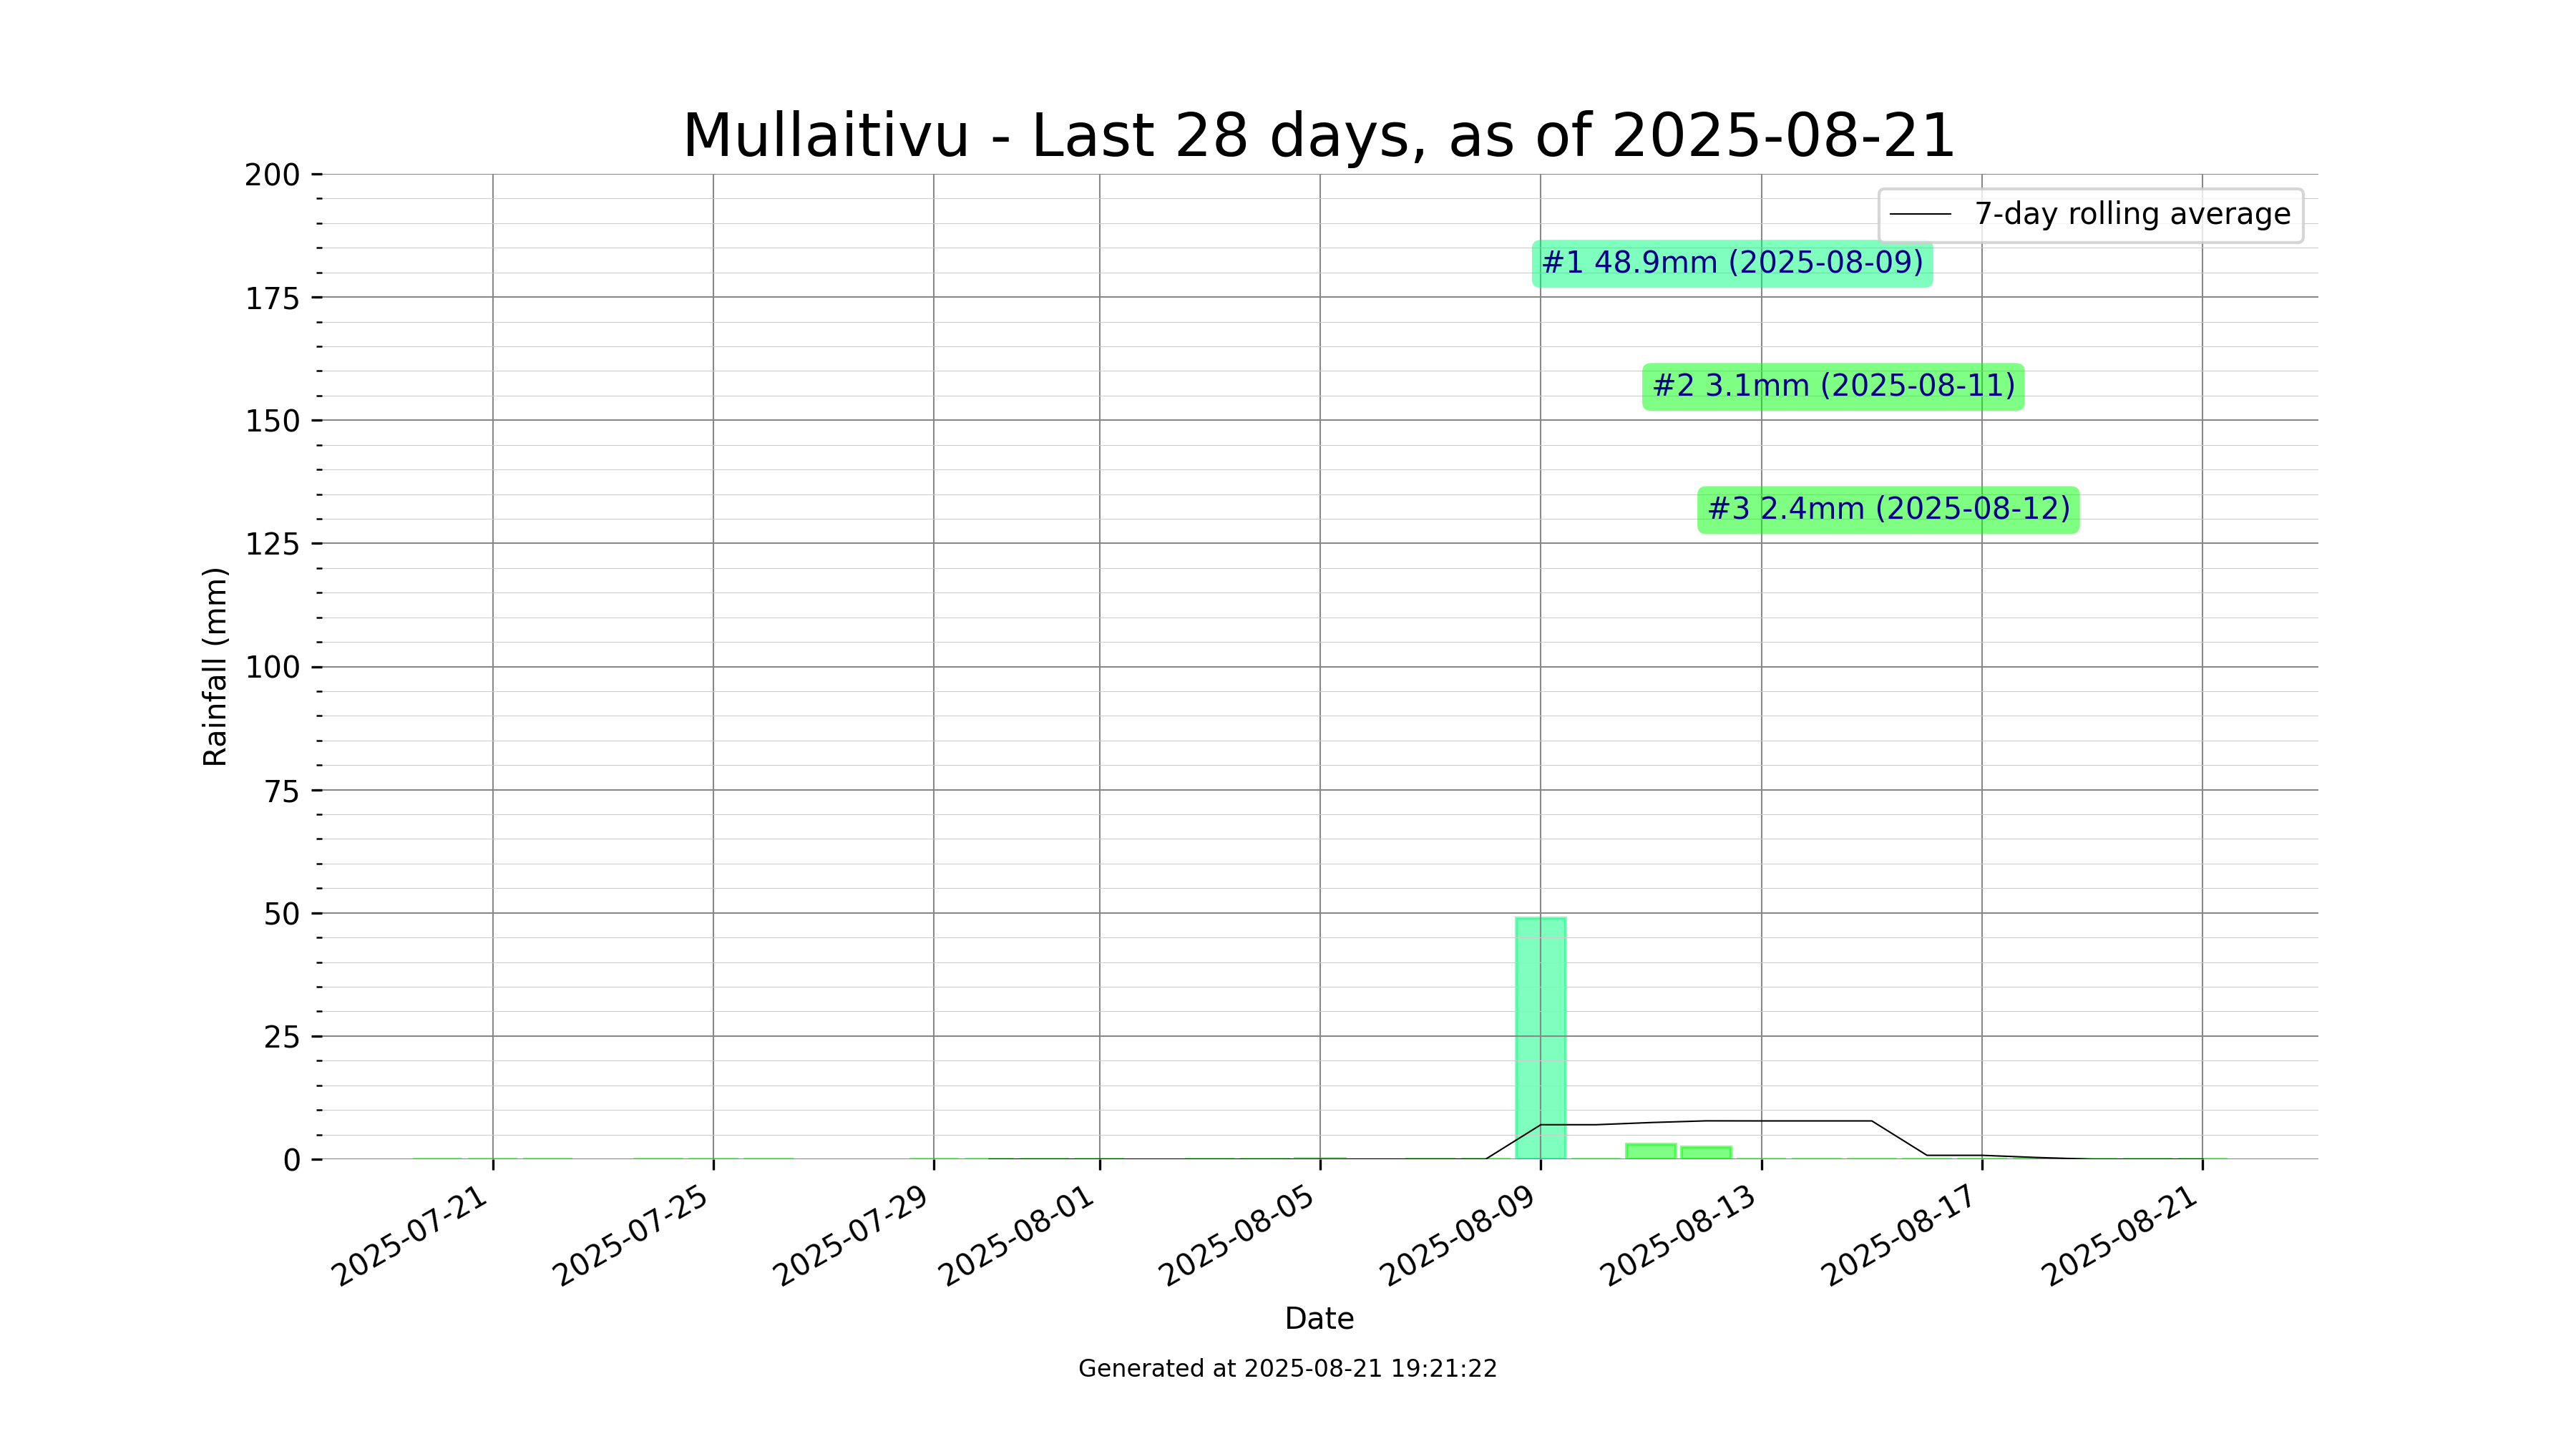 Mullaitivu - Last 28 days, as of 2025-08-21
7-day rolling average
#1 48.9mm (2025-08-09)
#2 3.1mm (2025-08-11)
#3 2.4mm (2025-08-12)
Rainfall (mm)
200
175
150
125
100
75
50
25
0
2025-07-21
2025-07-25
2025-07-29
2025-08-01
2025-08-05
2025-08-09
2025-08-13
2025-08-17
2025-08-21
Date
Generated at 2025-08-21 19:21:22